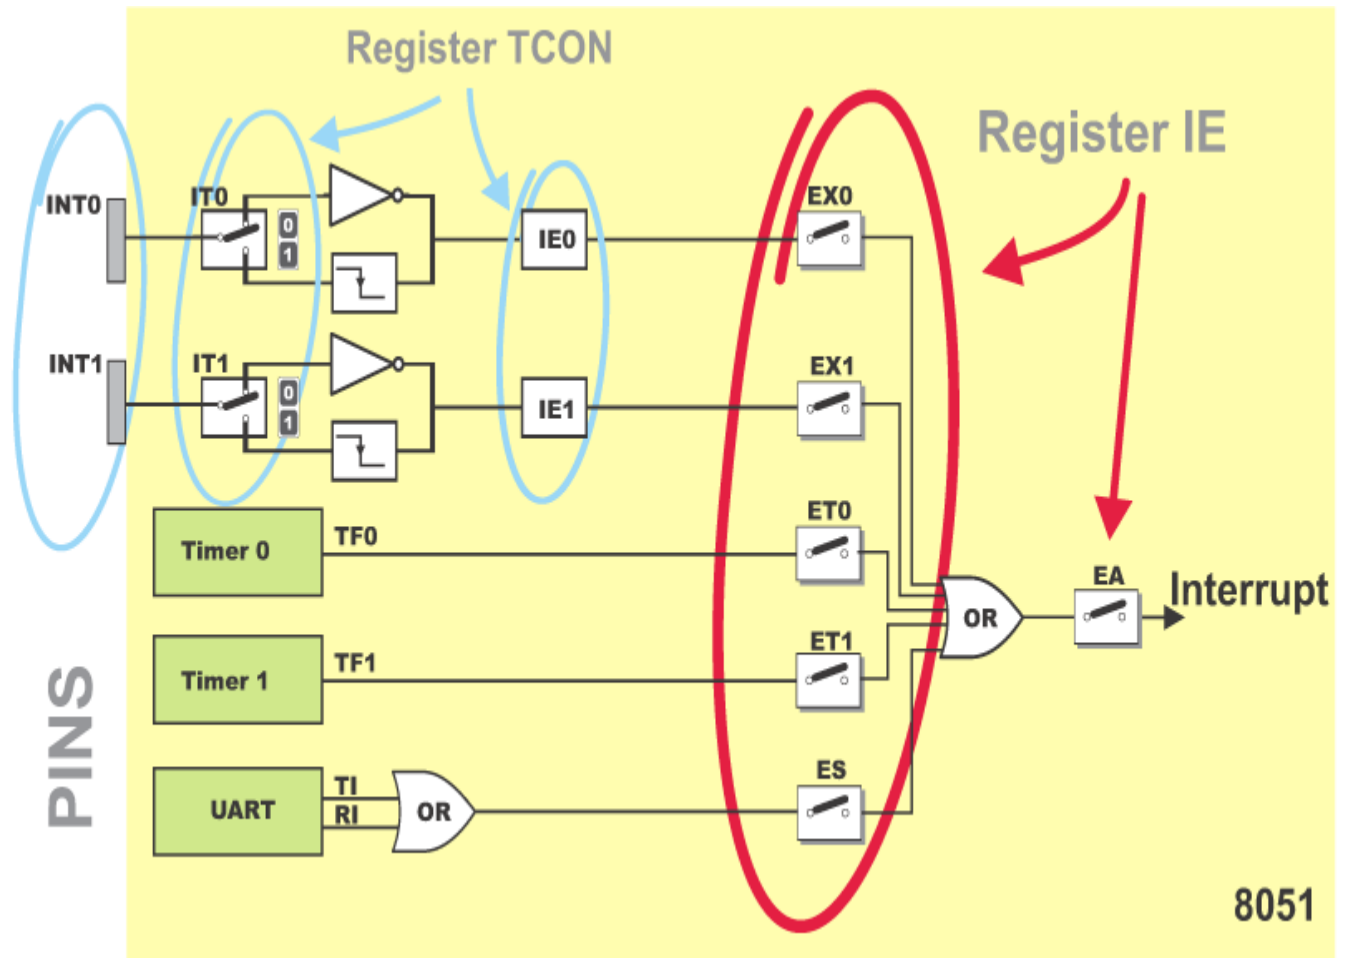 Register TCON
Register IE
INT0
IT0
0
1
IE0
EX0
INT1
IT1
0
1
IE1
EX1
Timer 0
TF0
ET0
EA
Interrupt
OR
Timer 1
TF1
ET1
PINS
UART
TI
RI
OR
ES
8051